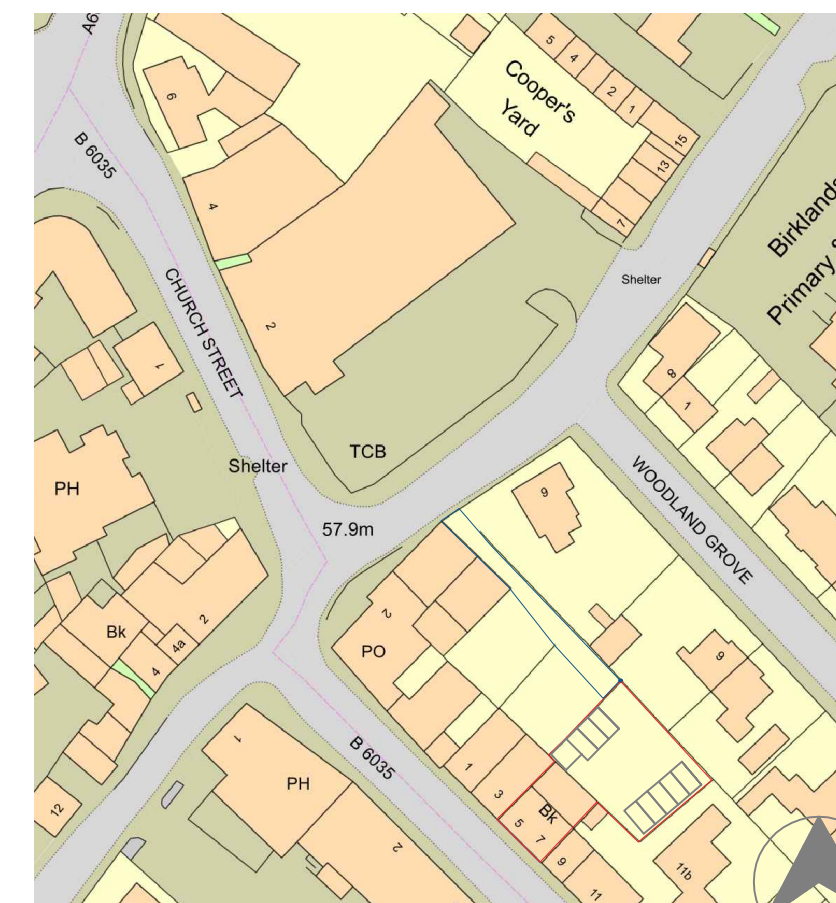 A6
5
4
2
1
Cooper's
Yard
15
13
7
6
B 6035
4
Birklands
Primary S
Shelter
CHURCH STREET
2
1
8
1
TCB
Shelter
PH
WOODLAND GROVE
9
57.9m
2
Bk
4a
4
2
PO
9
B 6035
1
PH
1
3
Bk
5
7
9
11
11b
12
2